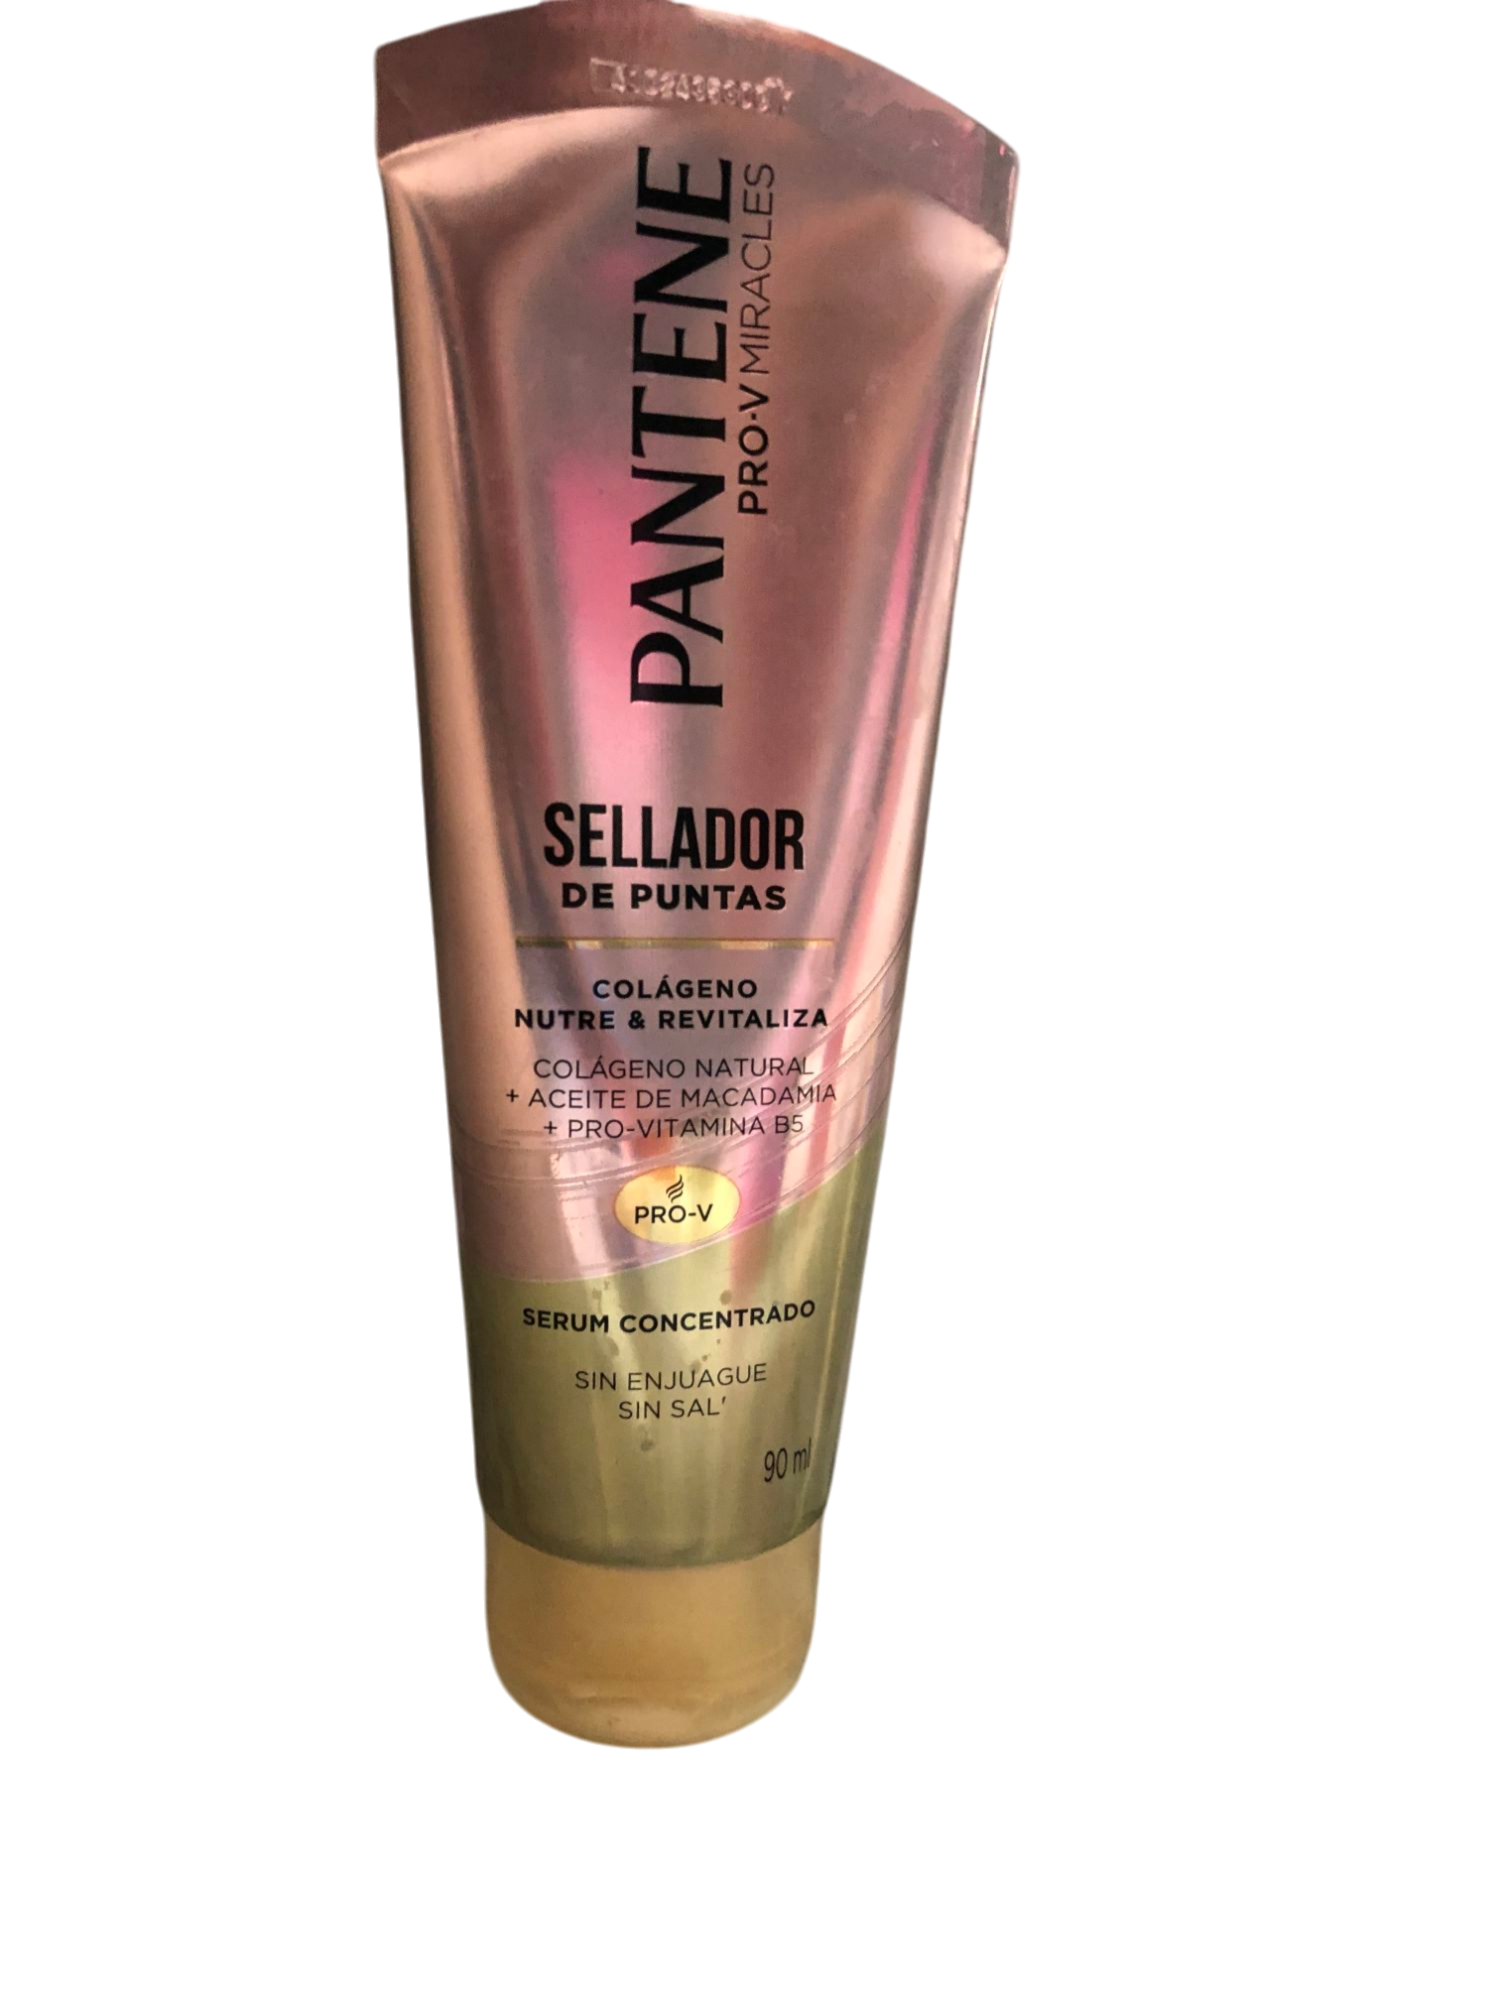 PANTENE
PRO-V MIRACLES
SELLADOR
DE PUNTAS
COLÁGENO
NUTRE & REVITALIZA
COLÁGENO NATURAL
+ ACEITE DE MACADAMIA
+ PRO-VITAMINA B5
PRO-V
SERUM CONCENTRADO
SIN ENJUAGUE
SIN SAL'
90 ml